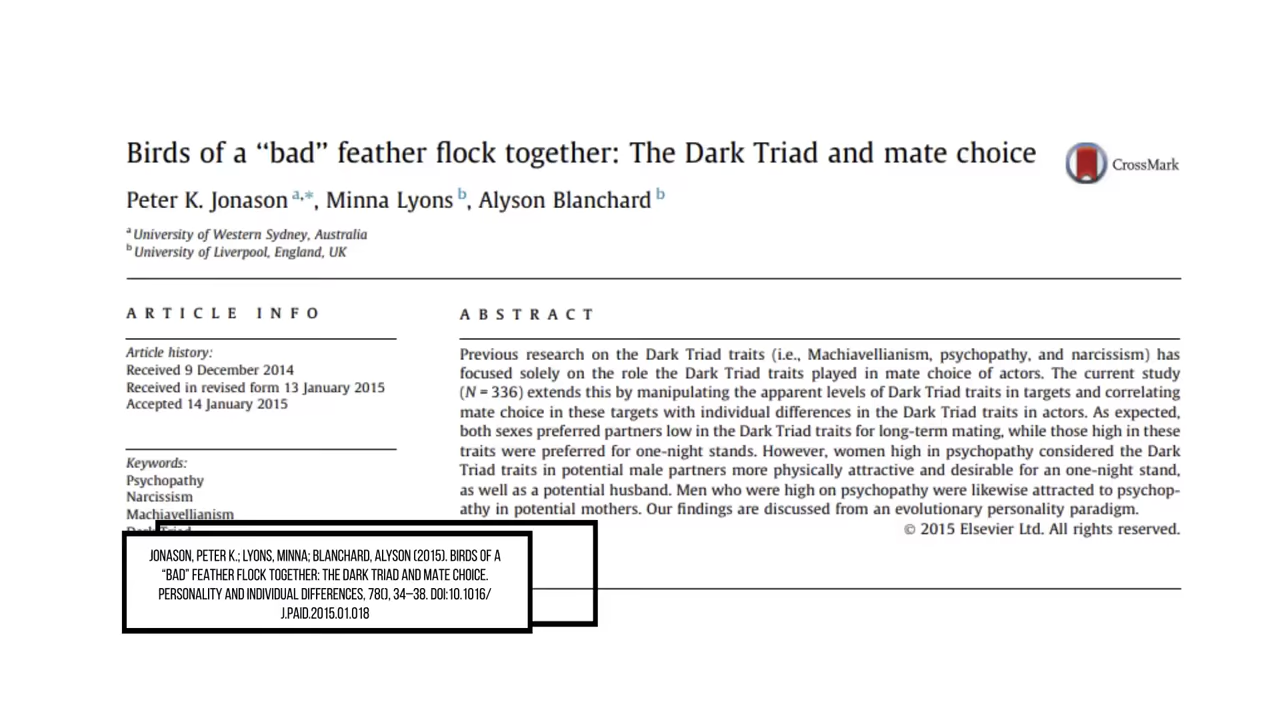 Birds of a “bad” feather flock together: The Dark Triad and mate choice
CrossMark
Peter K. Jonason a,*, Minna Lyons b, Alyson Blanchard b
a University of Western Sydney, Australia
b University of Liverpool, England, UK
ARTICLE INFO
Article history:
Received 9 December 2014
Received in revised form 13 January 2015
Accepted 14 January 2015
Keywords:
Psychopathy
Narcissism
Machiavellianism
Dark Triad
ABSTRACT
Previous research on the Dark Triad traits (i.e., Machiavellianism, psychopathy, and narcissism) has
focused solely on the role the Dark Triad traits played in mate choice of actors. The current study
(N = 336) extends this by manipulating the apparent levels of Dark Triad traits in targets and correlating
mate choice in these targets with individual differences in the Dark Triad traits in actors. As expected,
both sexes preferred partners low in the Dark Triad traits for long-term mating, while those high in these
traits were preferred for one-night stands. However, women high in psychopathy considered the Dark
Triad traits in potential male partners more physically attractive and desirable for an one-night stand,
as well as a potential husband. Men who were high on psychopathy were likewise attracted to psychop-
athy in potential mothers. Our findings are discussed from an evolutionary personality paradigm.
© 2015 Elsevier Ltd. All rights reserved.
JONASON, PETER K.; LYONS, MINNA; BLANCHARD, ALYSON (2015). BIRDS OF A
“BAD” FEATHER FLOCK TOGETHER: THE DARK TRIAD AND MATE CHOICE.
PERSONALITY AND INDIVIDUAL DIFFERENCES, 78(), 34–38. DOI:10.1016/
J.PAID.2015.01.018